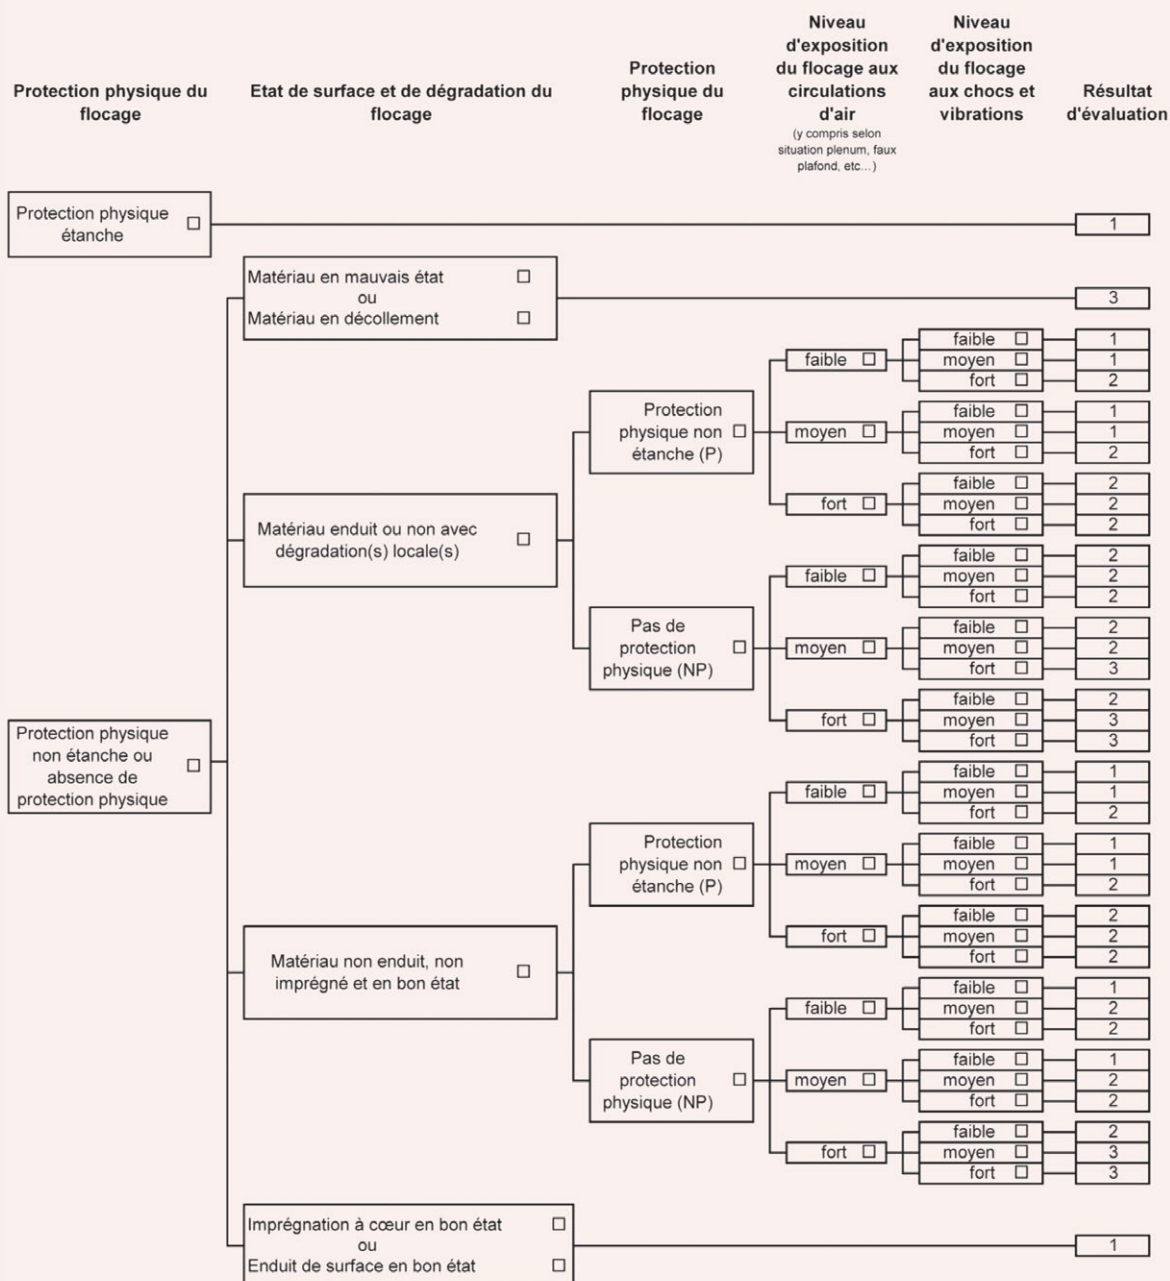 Protection physique du
flocage
Etat de surface et de dégradation du
flocage
Protection
physique du
flocage
Niveau
d'exposition
du flocage aux
circulations
d'air
(y compris selon
situation plenum, faux
plafond, etc...)
Niveau
d'exposition
du flocage
aux chocs et
vibrations
Résultat
d'évaluation
Protection physique
étanche
1
Matériau en mauvais état
ou
Matériau en décollement
3
Protection physique
non étanche ou
absence de
protection physique
Matériau enduit ou non avec
dégradation(s) locale(s)
Protection
physique non
étanche (P)
faible
faible 1
moyen 1
fort 2
moyen
faible 1
moyen 1
fort 2
fort
faible 2
moyen 2
fort 2
Pas de
protection
physique (NP)
faible
faible 2
moyen 2
fort 2
moyen
faible 2
moyen 2
fort 3
fort
faible 2
moyen 3
fort 3
Matériau non enduit, non
imprégné et en bon état
Protection
physique non
étanche (P)
faible
faible 1
moyen 1
fort 2
moyen
faible 1
moyen 1
fort 2
fort
faible 2
moyen 2
fort 2
Pas de
protection
physique (NP)
faible
faible 1
moyen 2
fort 2
moyen
faible 1
moyen 2
fort 2
fort
faible 2
moyen 3
fort 3
Imprégnation à cœur en bon état
ou
Enduit de surface en bon état
1